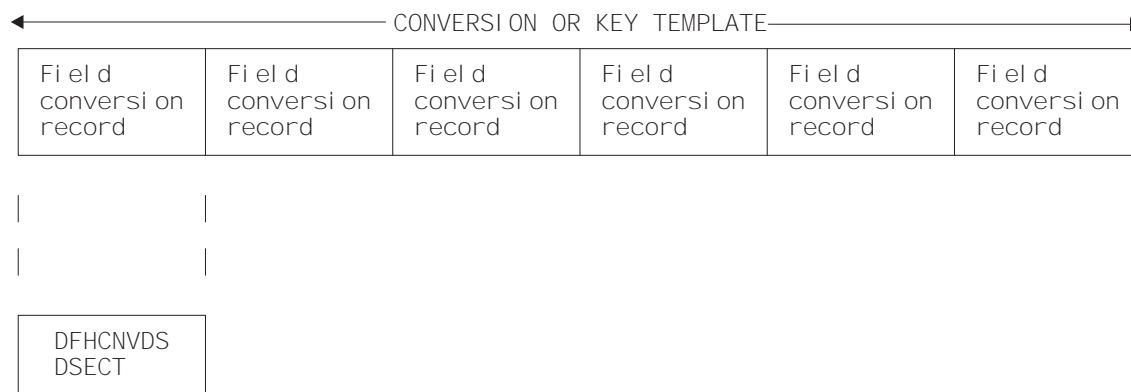 CONVERSION OR KEY TEMPLATE
Field Field Field Field Field Field
conversion conversion conversion conversion conversion conversion
record record record record record record
DFHCNVDS
DSECT